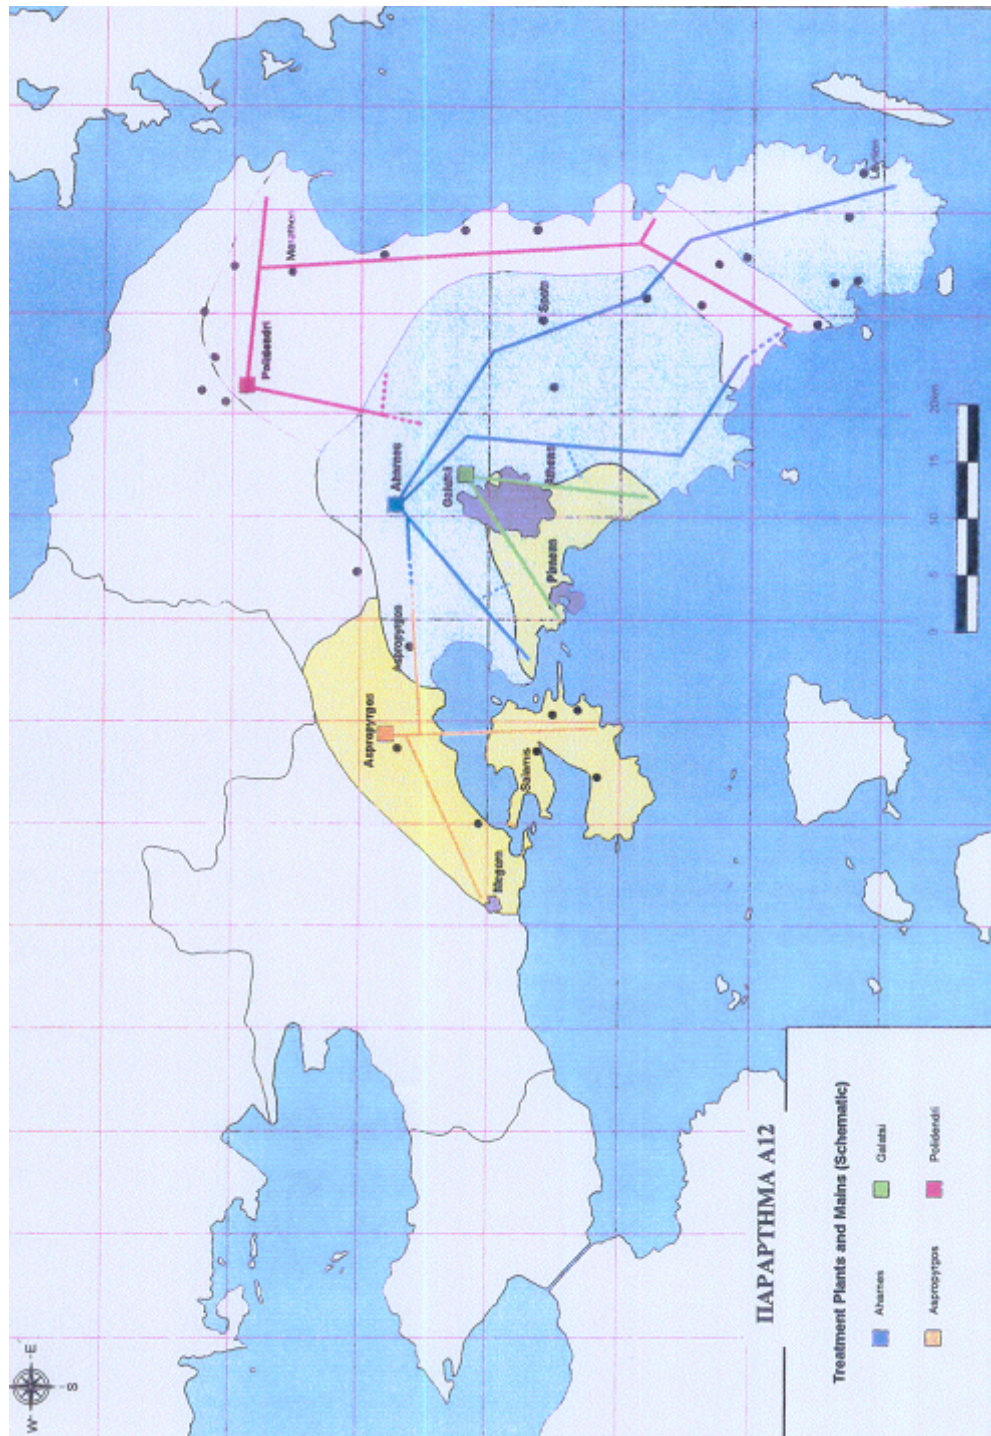 Marathon
Polidendri
Spata
Lavrion
Aharnes
Galatsi
Athens
Piraeus
Aspropyrgos
Aspropyrgos
Salamis
Megara
20km
15
10
5
0
ΠΑΡΑΡΤΗΜΑ Α12
Treatment Plants and Mains (Schematic)
Aharnes
Galatsi
Aspropyrgos
Polidendri
W
E
S